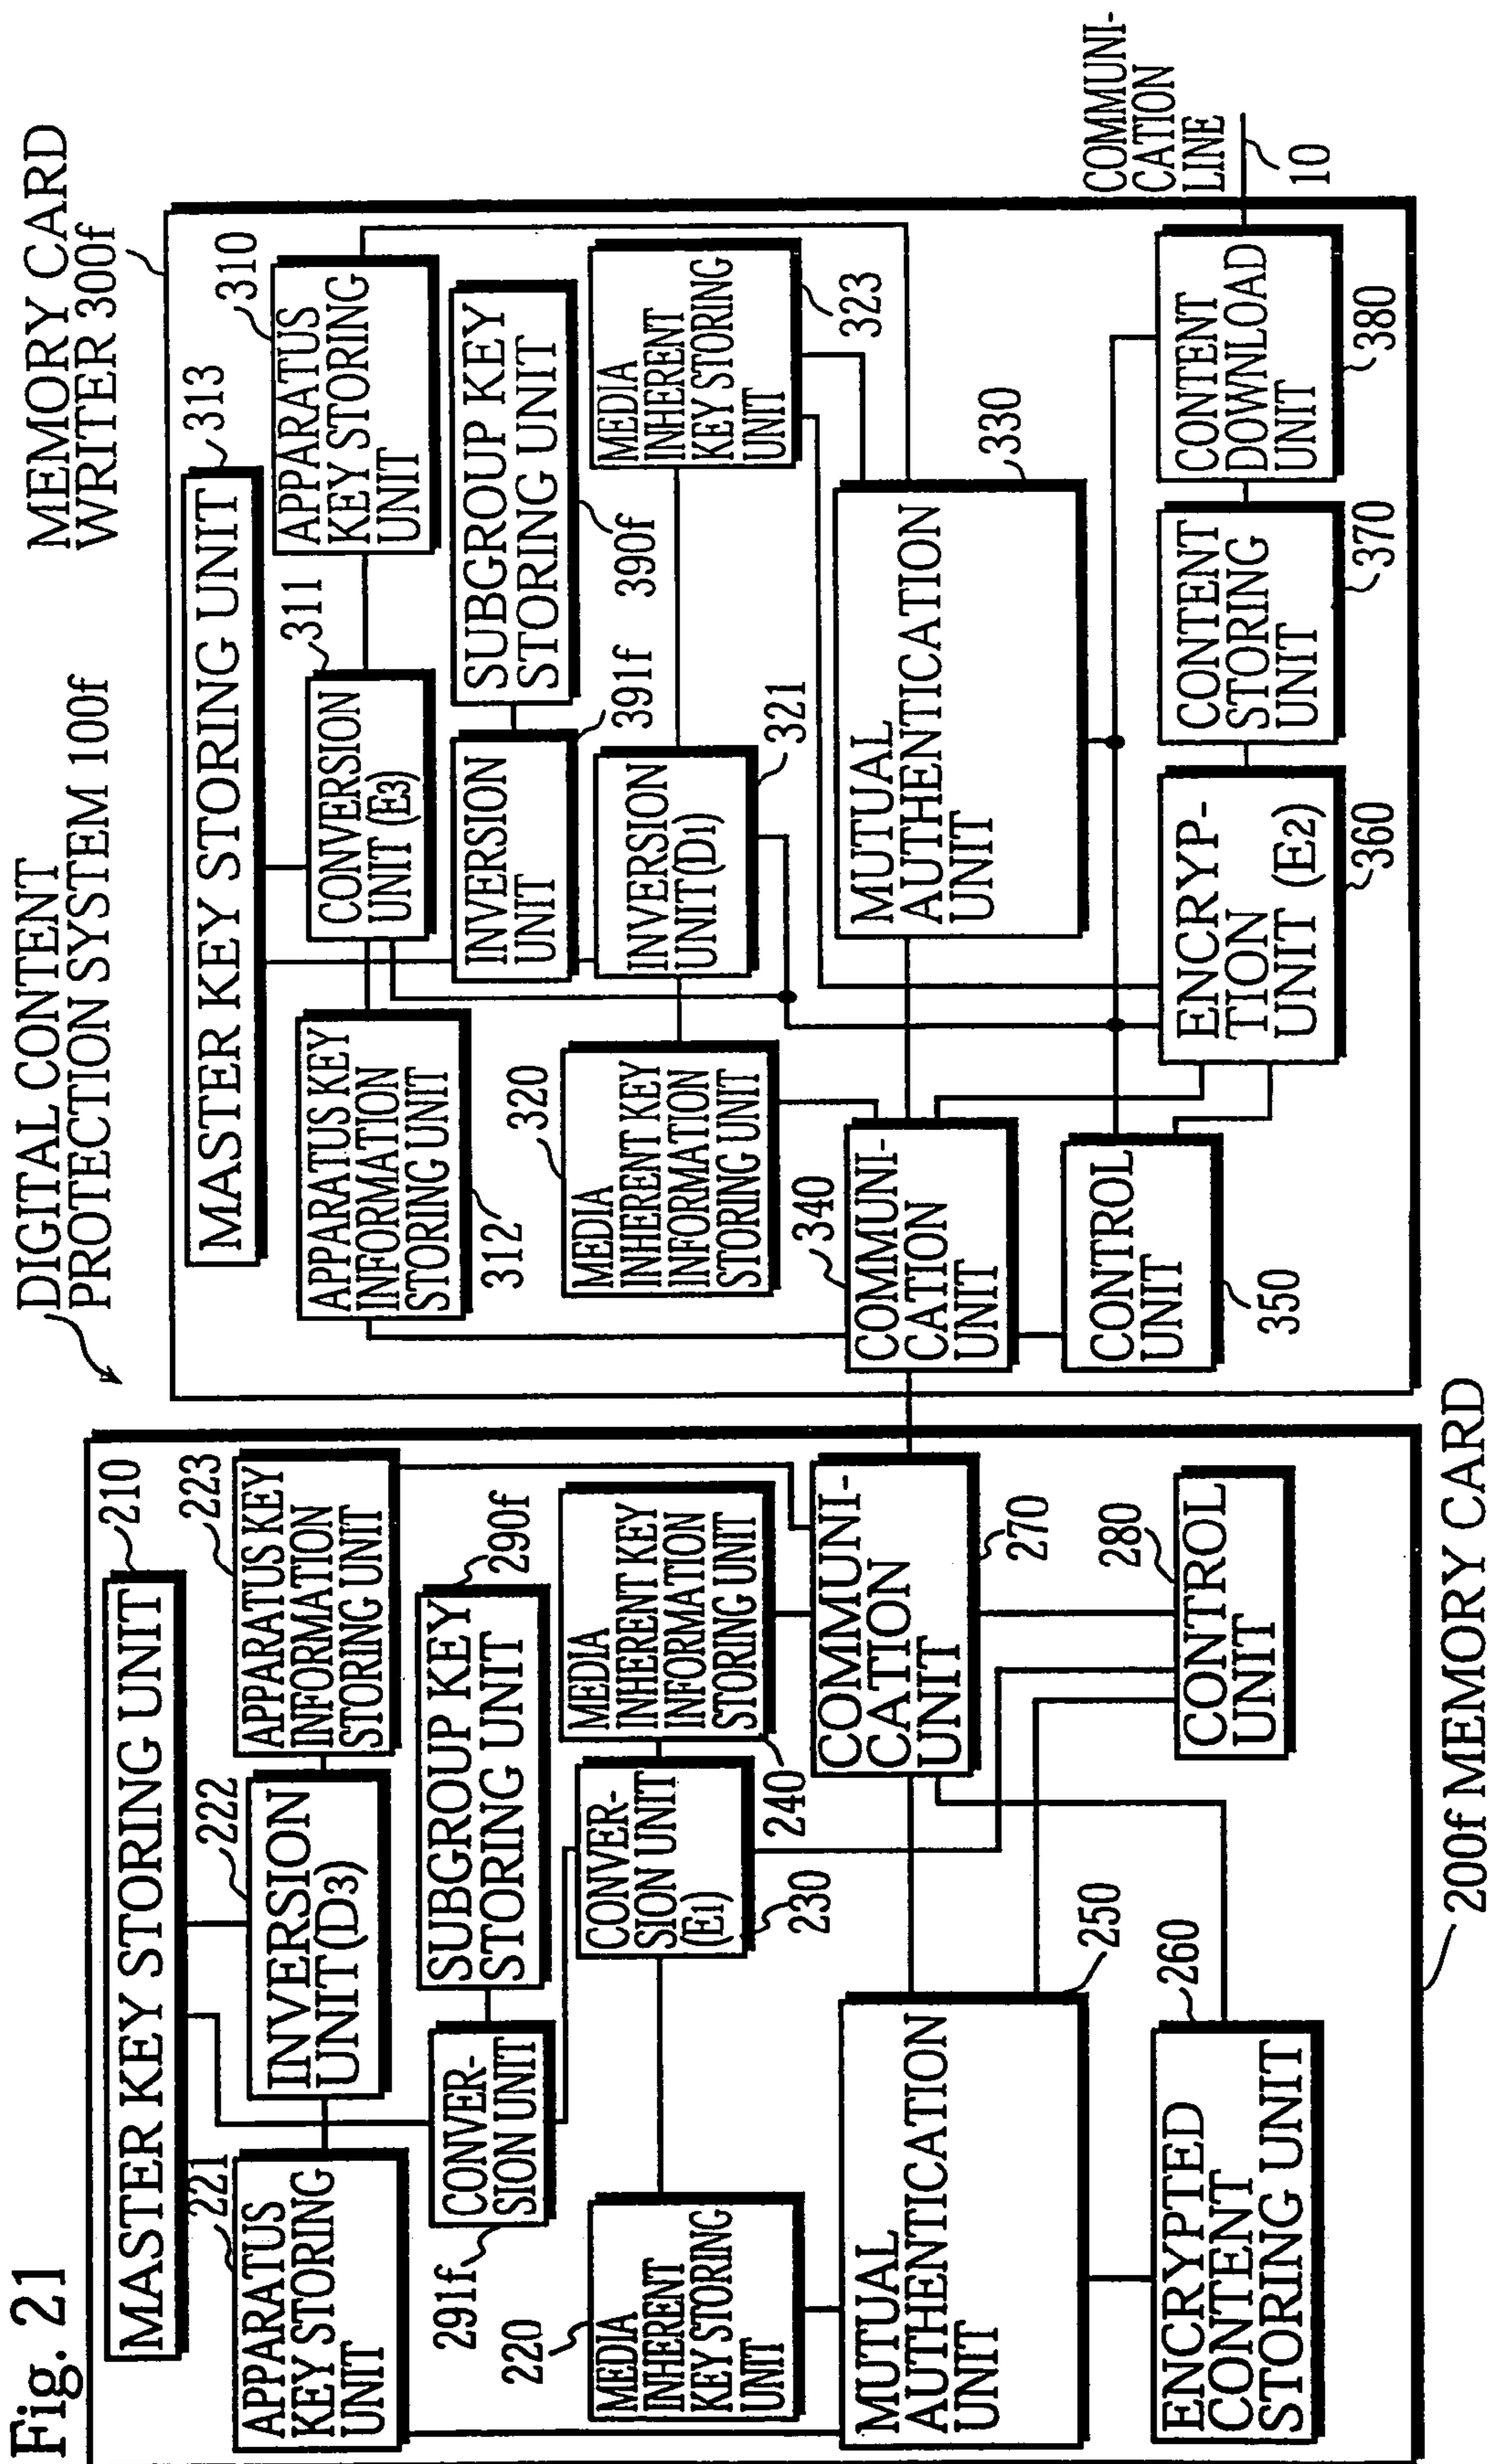 Fig. 21
DIGITAL CONTENT
PROTECTION SYSTEM 100f
MEMORY CARD
WRITER 300f
MASTER KEY STORING UNIT
210
221
APPARATUS
KEY STORING
UNIT
222
INVERSION
UNIT (D3)
223
APPARATUS KEY
INFORMATION
STORING UNIT
291f
CONVER-
SION UNIT
SUBGROUP KEY
STORING UNIT
290f
220
MEDIA
INHERENT
KEY STORING
UNIT
CONVER-
SION UNIT
(E1)
230
MEDIA
INHERENT KEY
INFORMATION
STORING UNIT
240
MUTUAL
AUTHENTICATION
UNIT
250
COMMUNI-
CATION
UNIT
270
ENCRYPTED
CONTENT
STORING UNIT
260
280
CONTROL
UNIT
200f MEMORY CARD
MASTER KEY STORING UNIT
313
APPARATUS KEY
INFORMATION
STORING UNIT
312
CONVERSION
UNIT (E3)
311
APPARATUS
KEY STORING
UNIT
310
INVERSION
UNIT
391f
SUBGROUP KEY
STORING UNIT
390f
320
MEDIA
INHERENT KEY
INFORMATION
STORING UNIT
INVERSION
UNIT (D1)
321
MEDIA
INHERENT
KEY STORING
UNIT
323
340
COMMUNI-
CATION
UNIT
MUTUAL
AUTHENTICATION
UNIT
330
CONTROL
UNIT
350
ENCRYP-
TION
UNIT (E2)
360
CONTENT
STORING
UNIT
370
CONTENT
DOWNLOAD
UNIT
380
COMMUNI-
CATION
LINE
10